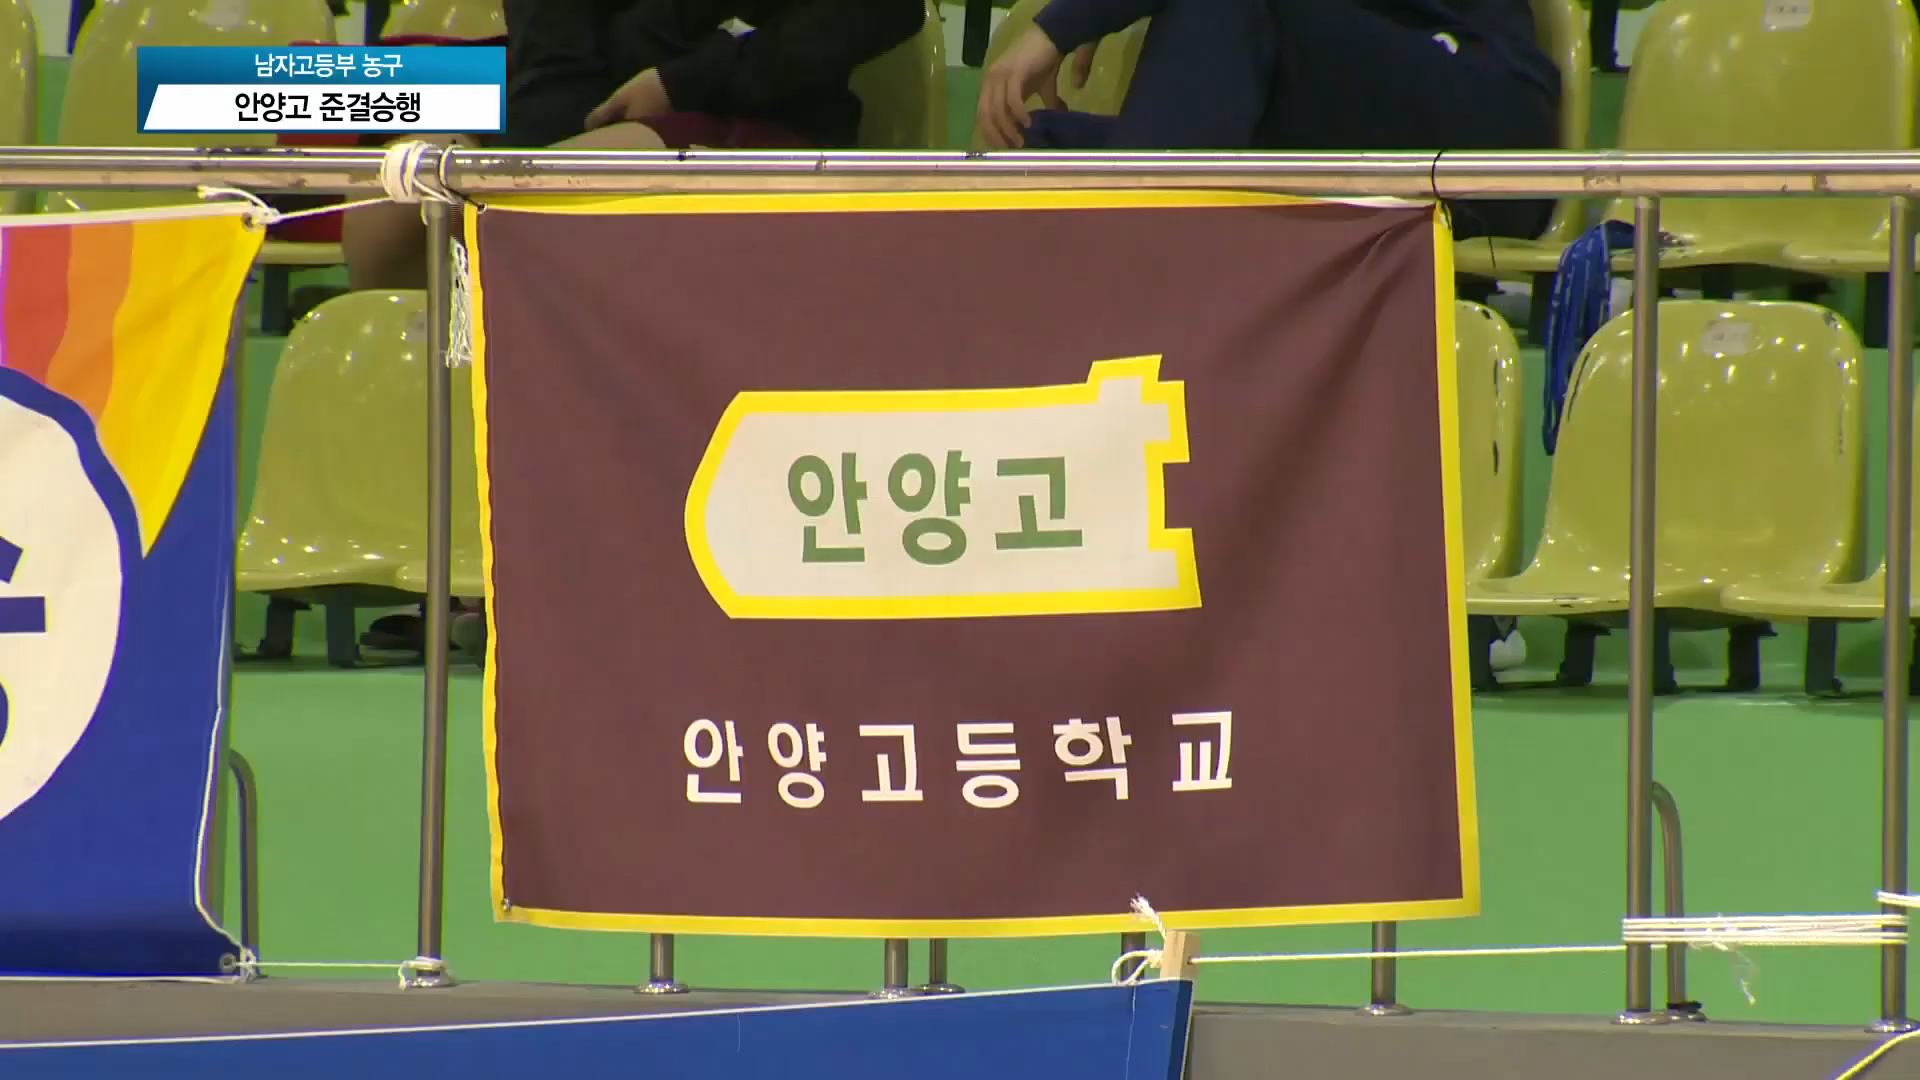 남자고등부 농구
안양고 준결승행
안양고
안양고등학교